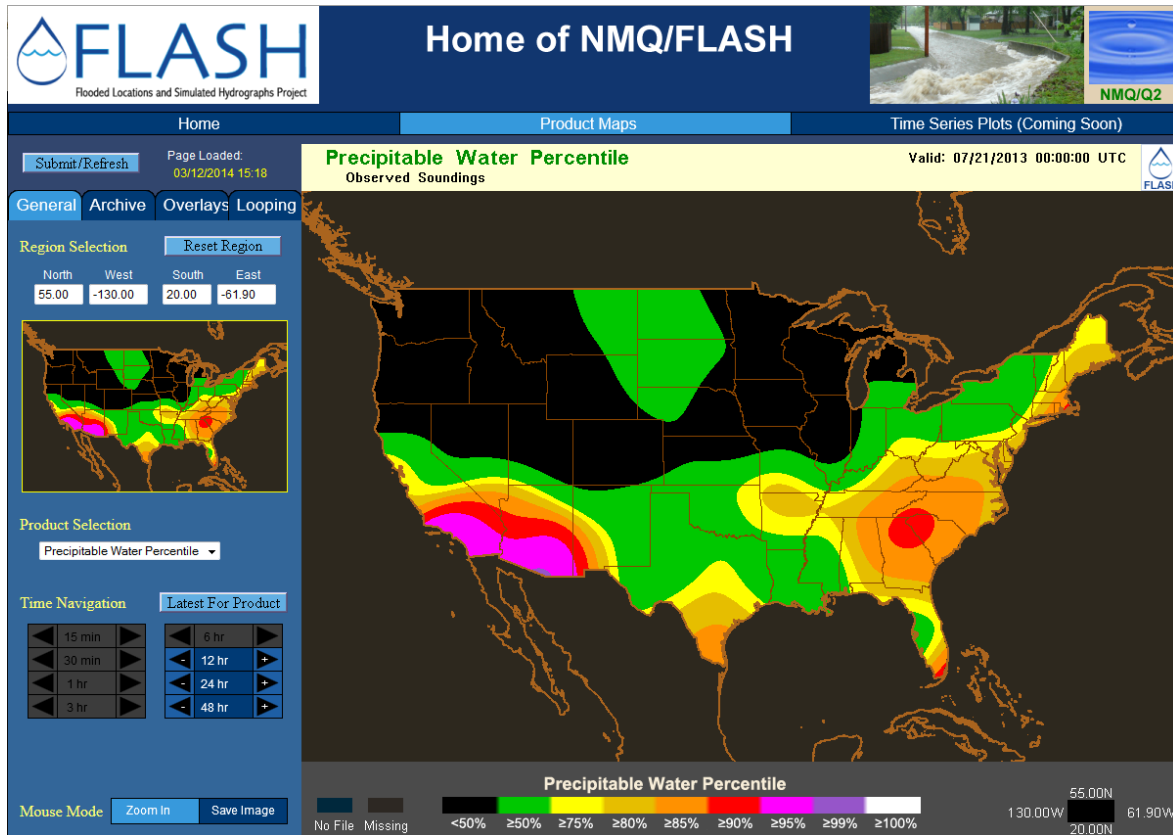 FLASH
Flooded Locations and Simulated Hydrographs Project
Home of NMQ/FLASH
NMQ/Q2
Home
Product Maps
Time Series Plots (Coming Soon)
Submit/Refresh
Page Loaded:
03/12/2014 15:18
Precipitable Water Percentile
Observed Soundings
Valid: 07/21/2013 00:00:00 UTC
FLASH
General Archive Overlays Looping
Region Selection
Reset Region
North West South East
55.00 -130.00 20.00 -61.90
Product Selection
Precipitable Water Percentile
Time Navigation
Latest For Product
15 min 6 hr
30 min - 12 hr +
1 hr - 24 hr +
3 hr - 48 hr +
Mouse Mode Zoom In Save Image
Precipitable Water Percentile
No File Missing <50% ≥50% ≥75% ≥80% ≥85% ≥90% ≥95% ≥99% ≥100%
55.00N
130.00W 61.90W
20.00N